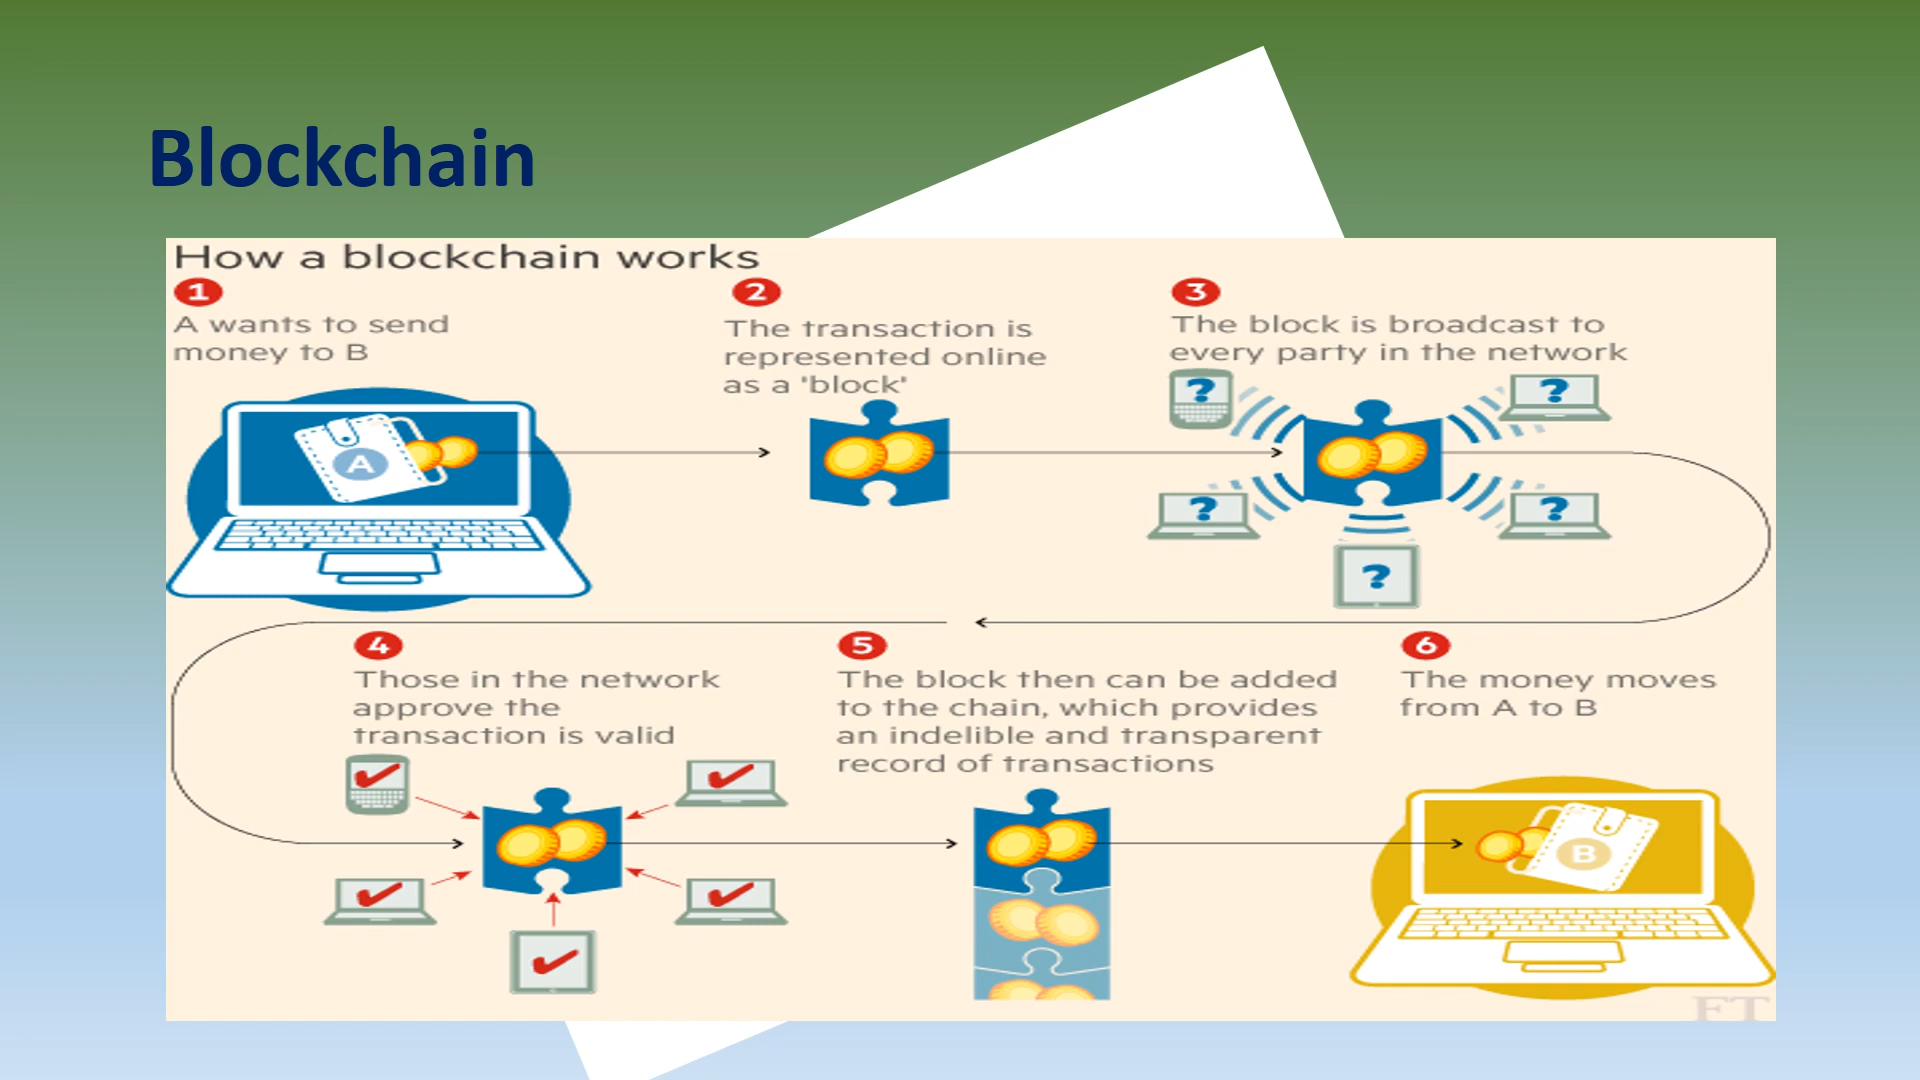 Blockchain
How a blockchain works
1
A wants to send
money to B
A
2
The transaction is
represented online
as a 'block'
3
The block is broadcast to
every party in the network
?
?
?
?
?
4
Those in the network
approve the
transaction is valid
5
The block then can be added
to the chain, which provides
an indelible and transparent
record of transactions
6
The money moves
from A to B
B
FT